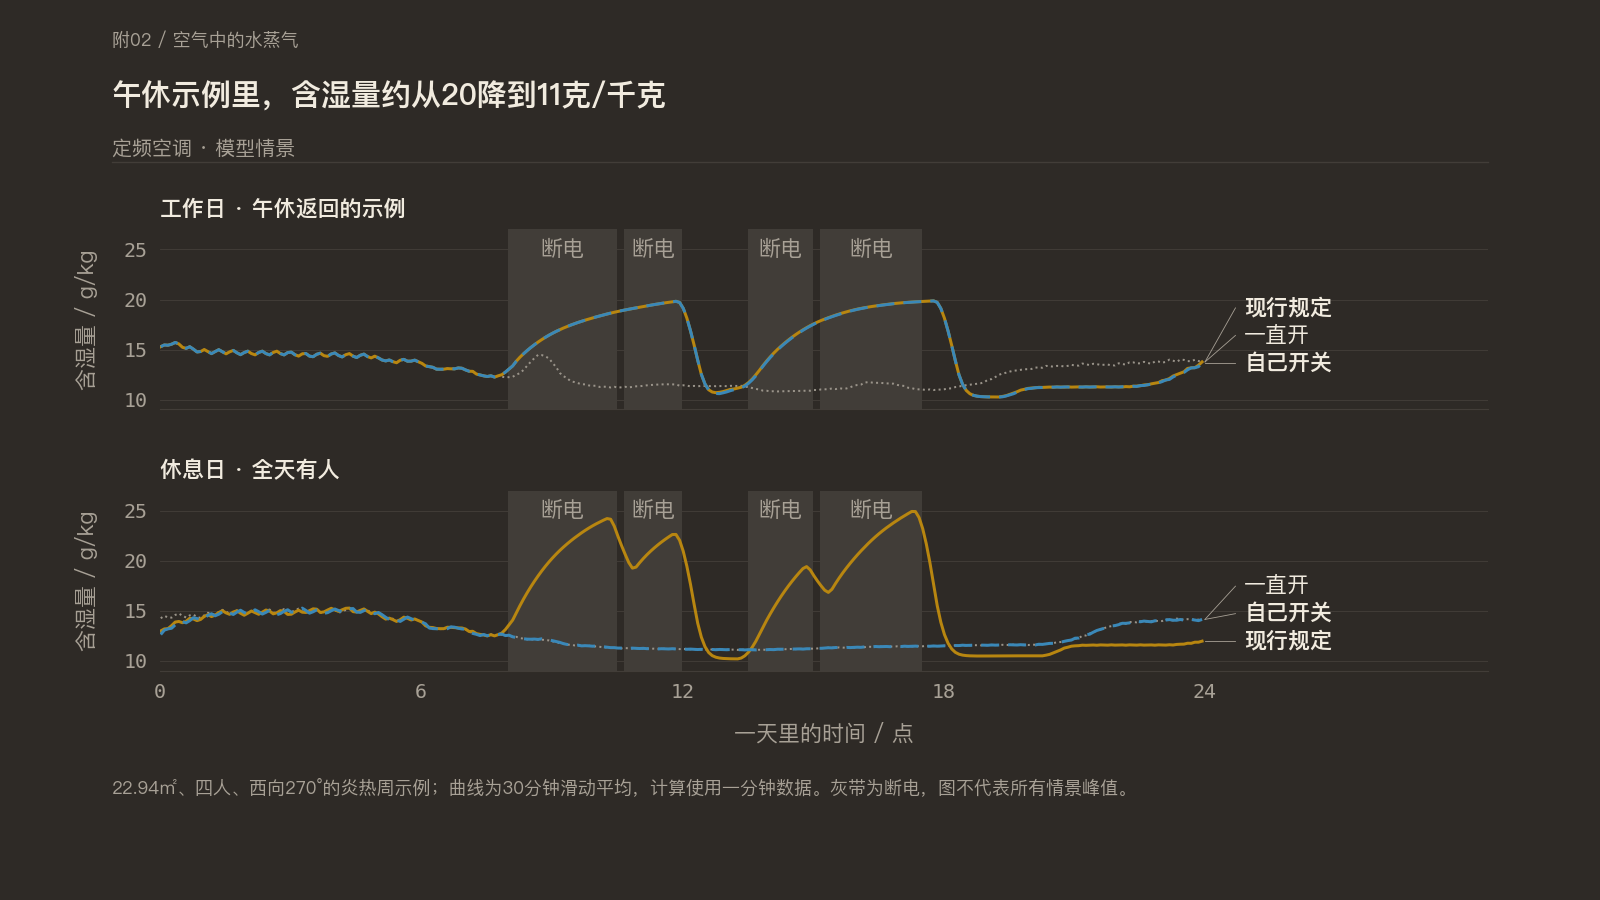 附02 / 空气中的水蒸气
午休示例里，含湿量约从20降到11克/千克
定频空调 · 模型情景
工作日 · 午休返回的示例
含湿量 / g/kg
25
20
15
10
断电
断电
断电
断电
现行规定
一直开
自己开关
休息日 · 全天有人
含湿量 / g/kg
25
20
15
10
断电
断电
断电
断电
一直开
自己开关
现行规定
0
6
12
18
24
一天里的时间 / 点
22.94㎡、四人、西向270°的炎热周示例；曲线为30分钟滑动平均，计算使用一分钟数据。灰带为断电，图不代表所有情景峰值。